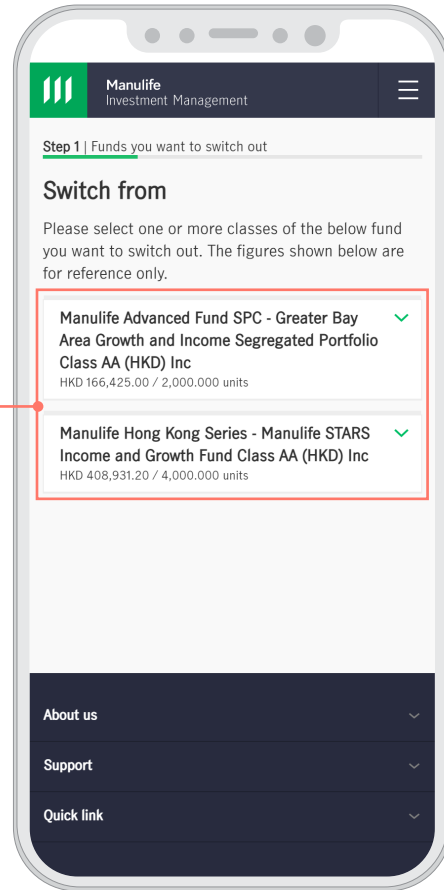 Manulife
Investment Management
Step 1 | Funds you want to switch out
Switch from
Please select one or more classes of the below fund
you want to switch out. The figures shown below are
for reference only.
Manulife Advanced Fund SPC - Greater Bay
Area Growth and Income Segregated Portfolio
Class AA (HKD) Inc
HKD 166,425.00 / 2,000.000 units
Manulife Hong Kong Series - Manulife STARS
Income and Growth Fund Class AA (HKD) Inc
HKD 408,931.20 / 4,000.000 units
About us
Support
Quick link